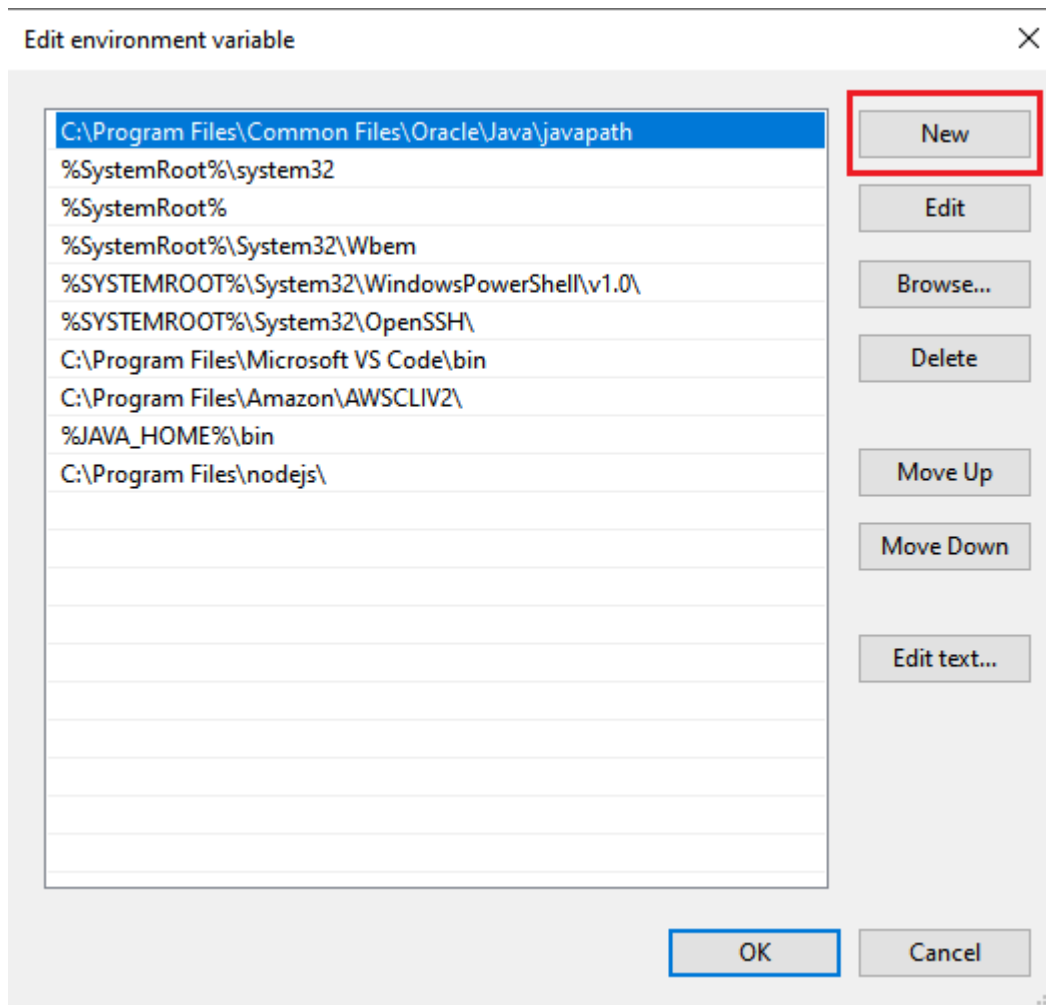 Edit environment variable
C:\Program Files\Common Files\Oracle\Java\javapath
%SystemRoot%\system32
%SystemRoot%
%SystemRoot%\System32\Wbem
%SYSTEMROOT%\System32\WindowsPowerShell\v1.0\
%SYSTEMROOT%\System32\OpenSSH\
C:\Program Files\Microsoft VS Code\bin
C:\Program Files\Amazon\AWSCLIV2\
%JAVA_HOME%\bin
C:\Program Files\nodejs\
New
Edit
Browse...
Delete
Move Up
Move Down
Edit text...
OK
Cancel